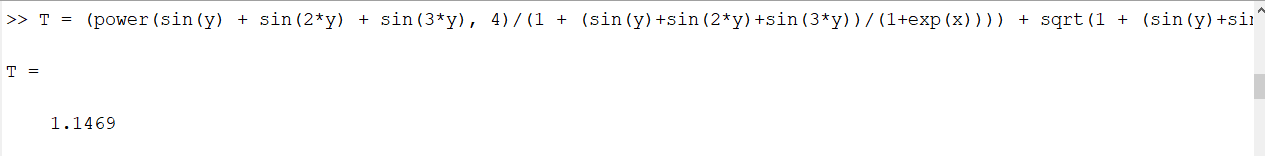 >> T = (power(sin(y) + sin(2*y) + sin(3*y), 4)/(1 + (sin(y)+sin(2*y)+sin(3*y))/(1+exp(x)))) + sqrt(1 + (sin(y)+sin
T =
1.1469